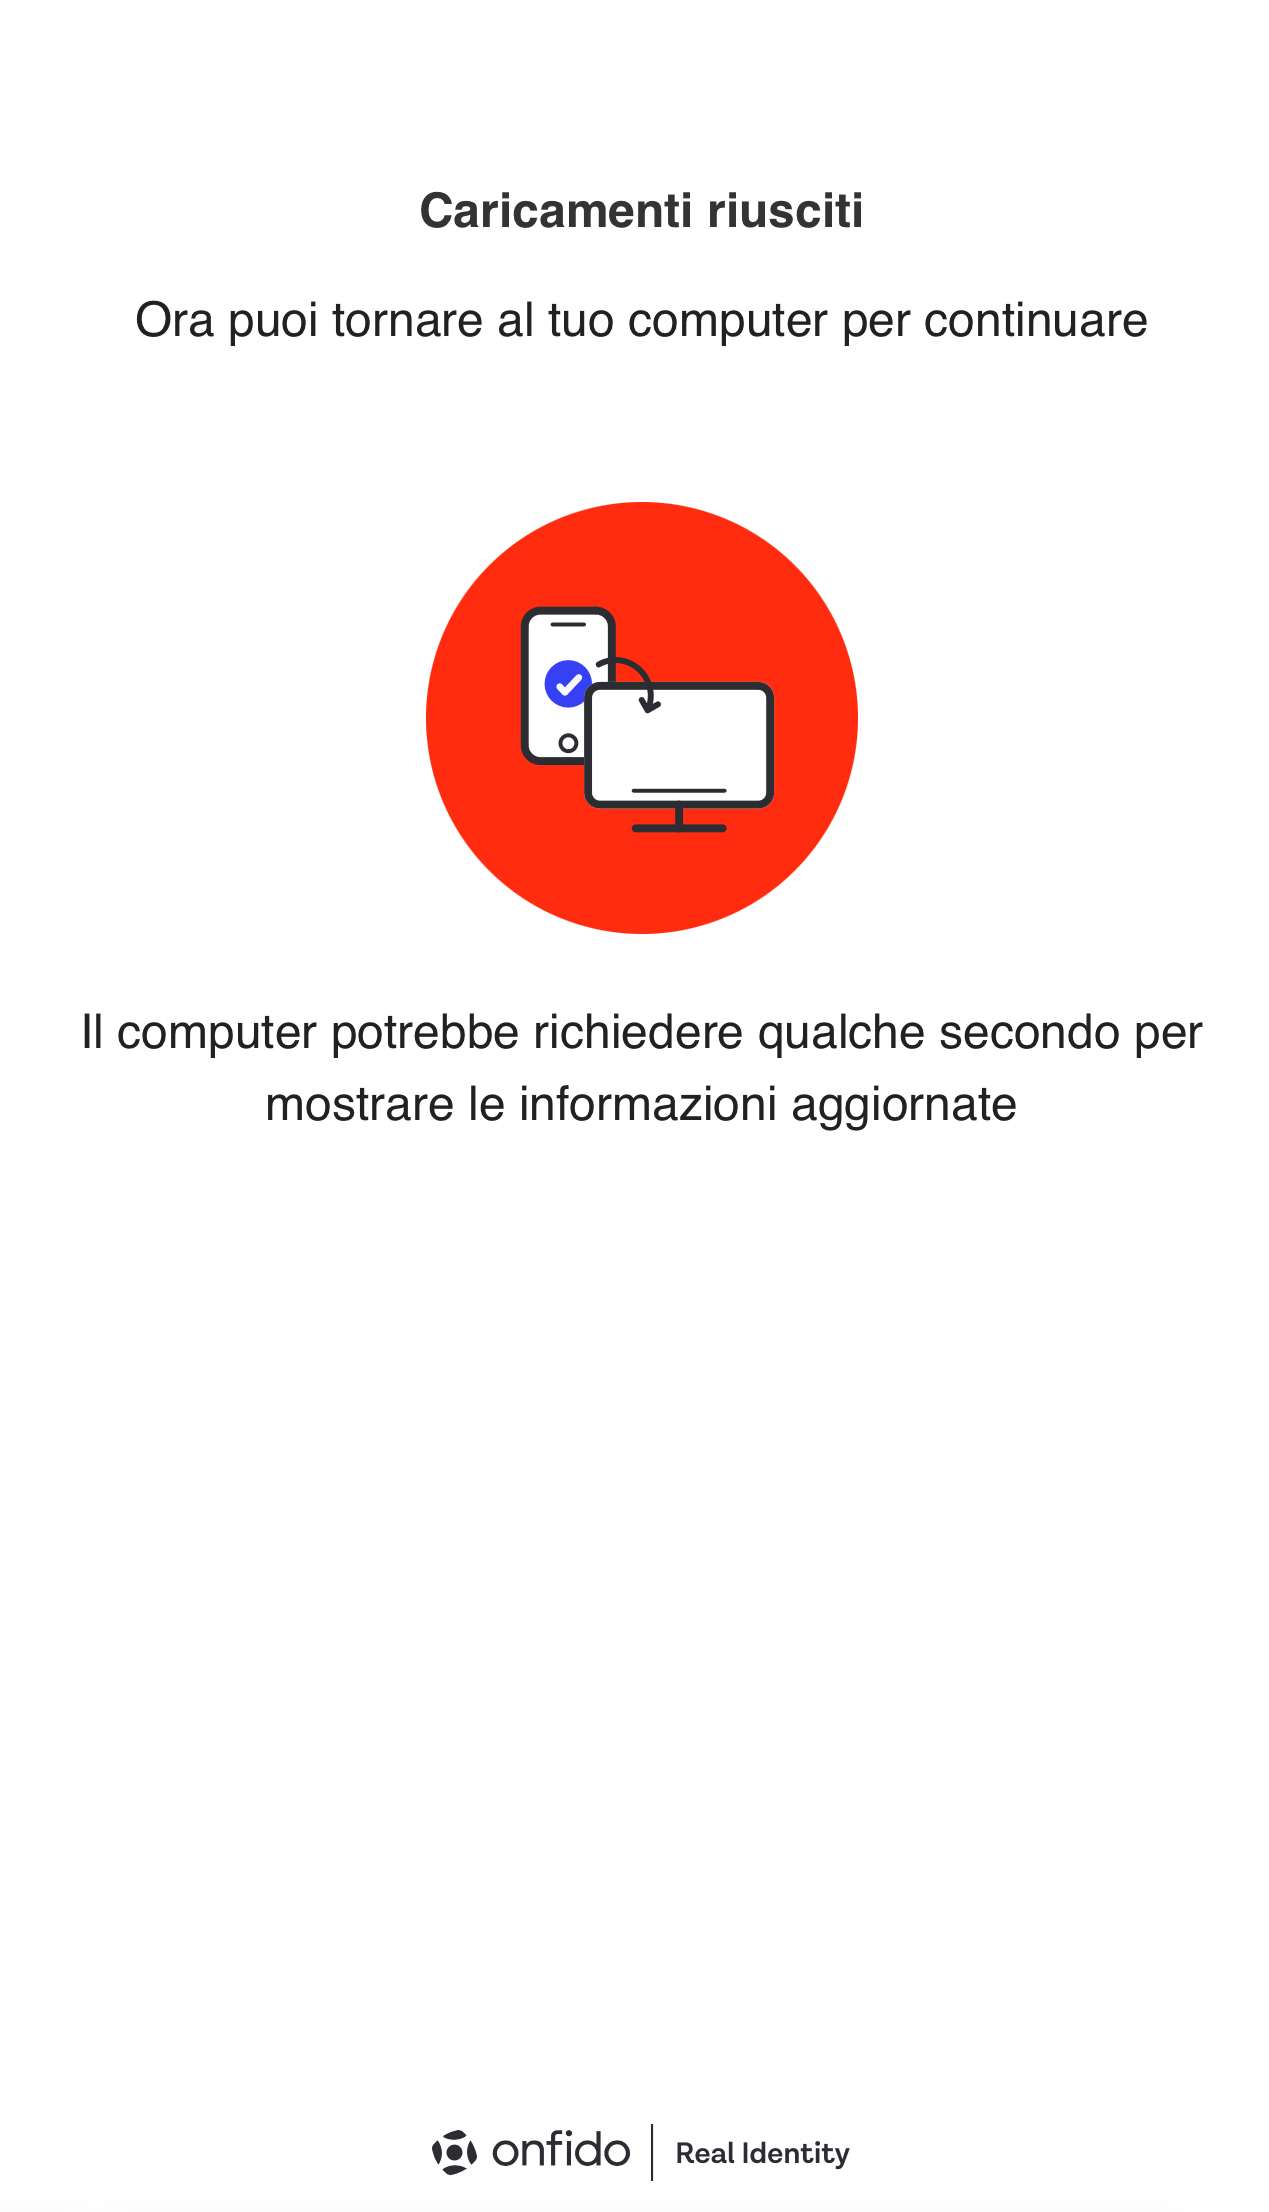 Caricamenti riusciti
Ora puoi tornare al tuo computer per continuare
Il computer potrebbe richiedere qualche secondo per
mostrare le informazioni aggiornate
onfido | Real Identity